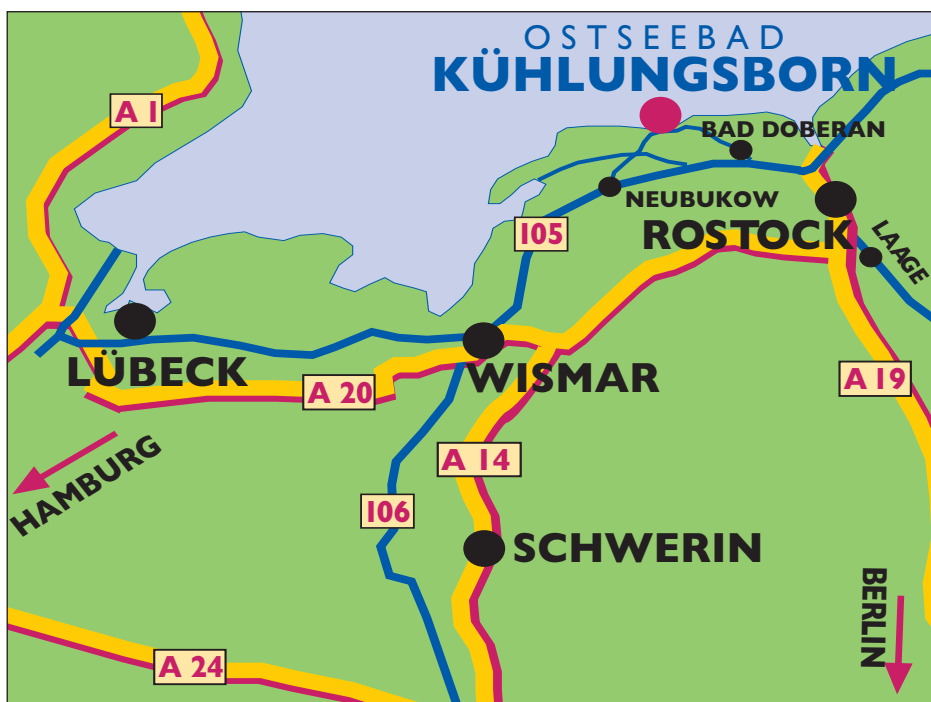 OSTSEEBAD
KÜHLUNGSBORN
A 1
BAD DOBERAN
NEUBUKOW
ROSTOCK
105
LAAGE
LÜBECK
WISMAR
A 20
A 19
HAMBURG
A 14
106
SCHWERIN
BERLIN
A 24